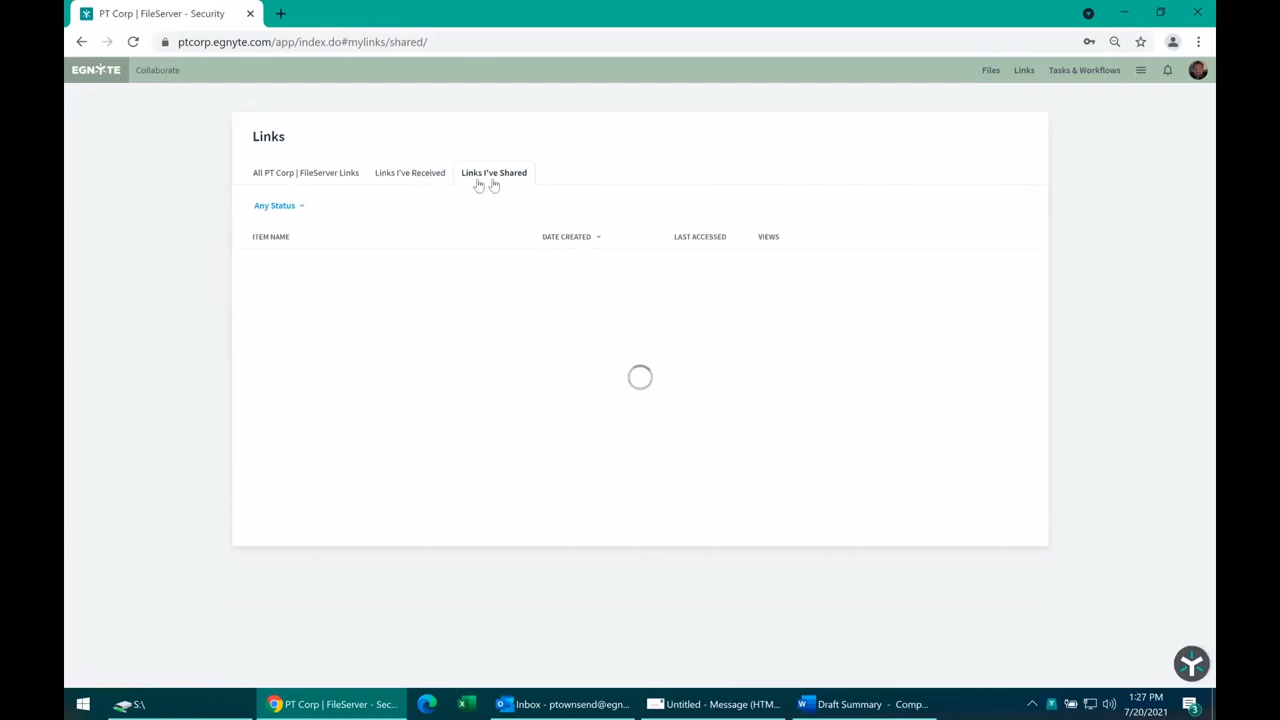 PT Corp | FileServer - Security
ptcorp.egnyte.com/app/index.do#mylinks/shared/
EGNYTE
Collaborate
Files
Links
Tasks & Workflows
Links
All PT Corp | FileServer Links
Links I've Received
Links I've Shared
Any Status
ITEM NAME
DATE CREATED
LAST ACCESSED
VIEWS
S:\
PT Corp | FileServer - Sec...
Inbox - ptownsend@egn...
Untitled - Message (HTM...
Draft Summary - Comp...
1:27 PM
7/20/2021
3